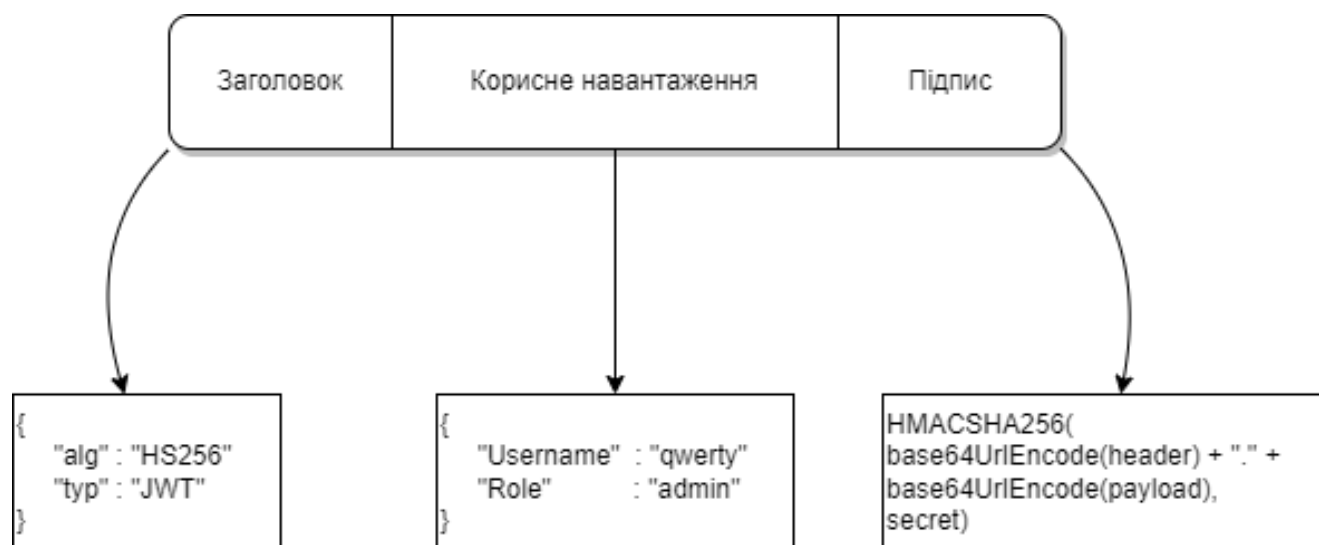 Заголовок
Корисне навантаження
Підпис
{
"alg" : "HS256"
"typ" : "JWT"
}
{
"Username" : "qwerty"
"Role" : "admin"
}
HMACSHA256(
base64UrlEncode(header) + "." +
base64UrlEncode(payload),
secret)